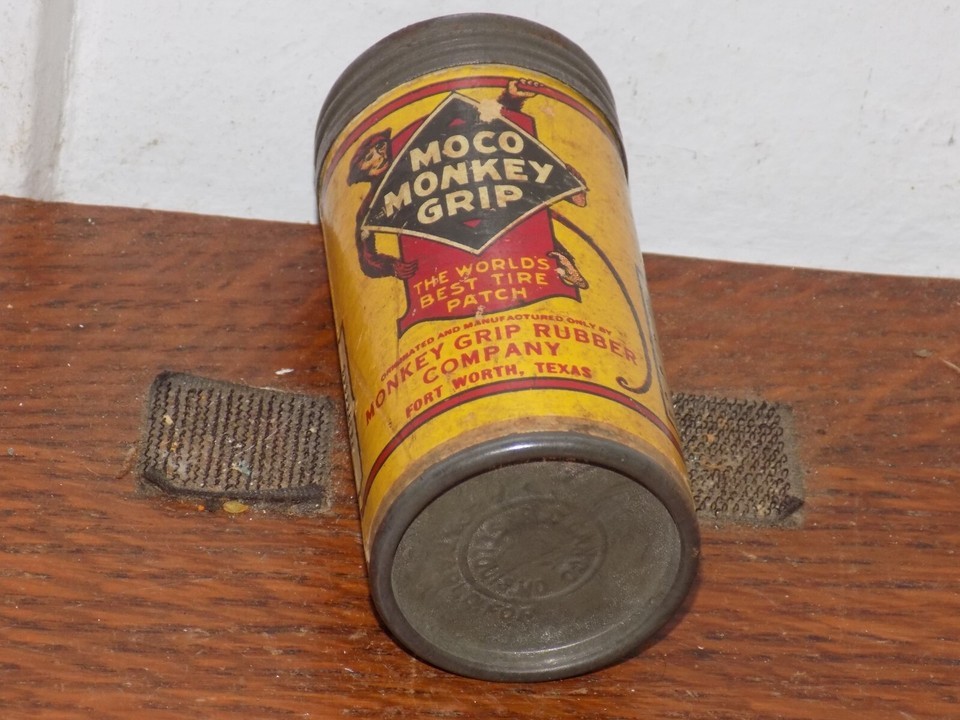 MOCO
MONKEY
GRIP
THE WORLD'S
BEST TIRE
PATCH
ORIGINATED AND MANUFACTURED ONLY BY
MONKEY GRIP RUBBER
COMPANY
FORT WORTH, TEXAS